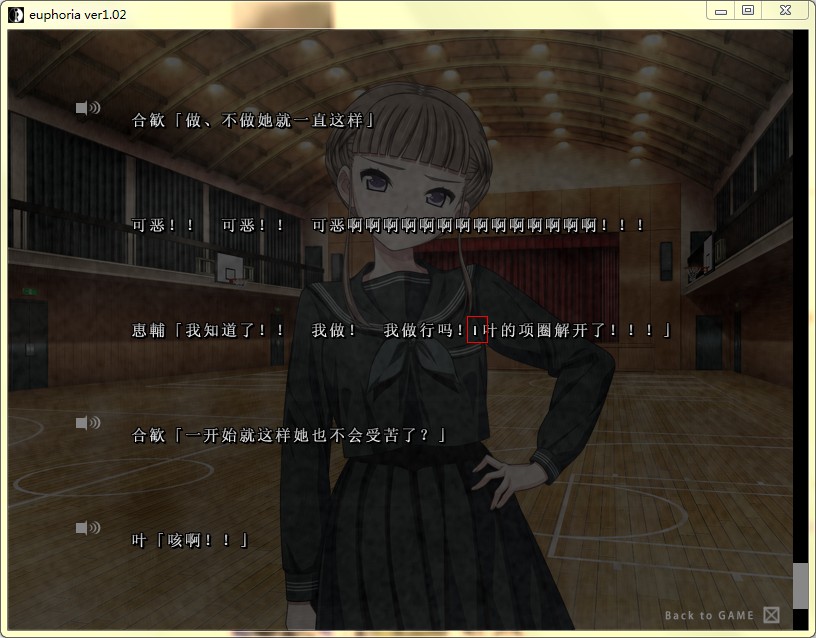 euphoria ver1.02
合歓「做、不做她就一直这样」
可恶！！　可恶！！　可恶啊啊啊啊啊啊啊啊啊啊啊啊啊啊！！！
恵輔「我知道了！！　我做！　我做行吗！ı叶的项圈解开了！！！」
合歓「一开始就这样她也不会受苦了？」
叶「咳啊！！」
Back to GAME